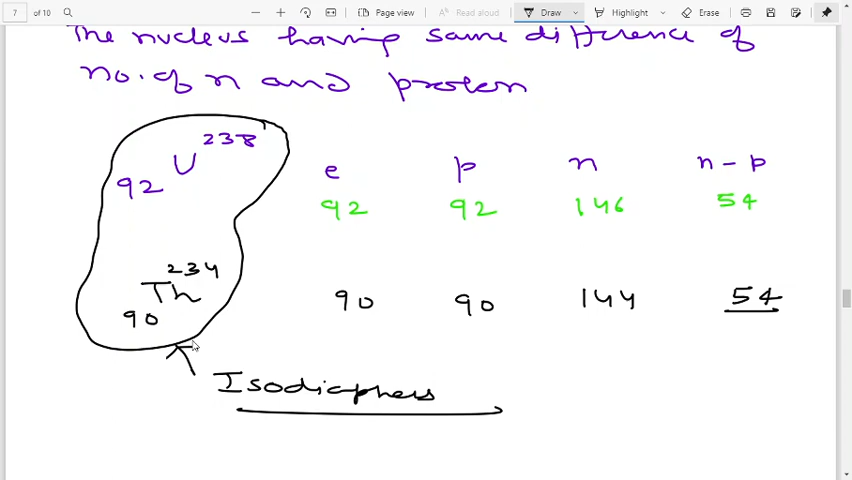 7 of 10 Page view Read aloud Draw Highlight Erase
The nucleus having same difference of
no. of n and proton
92 U 238 e p n n-p
92 92 146 54
90 Th 234 90 90 144 54
Isodiaphers